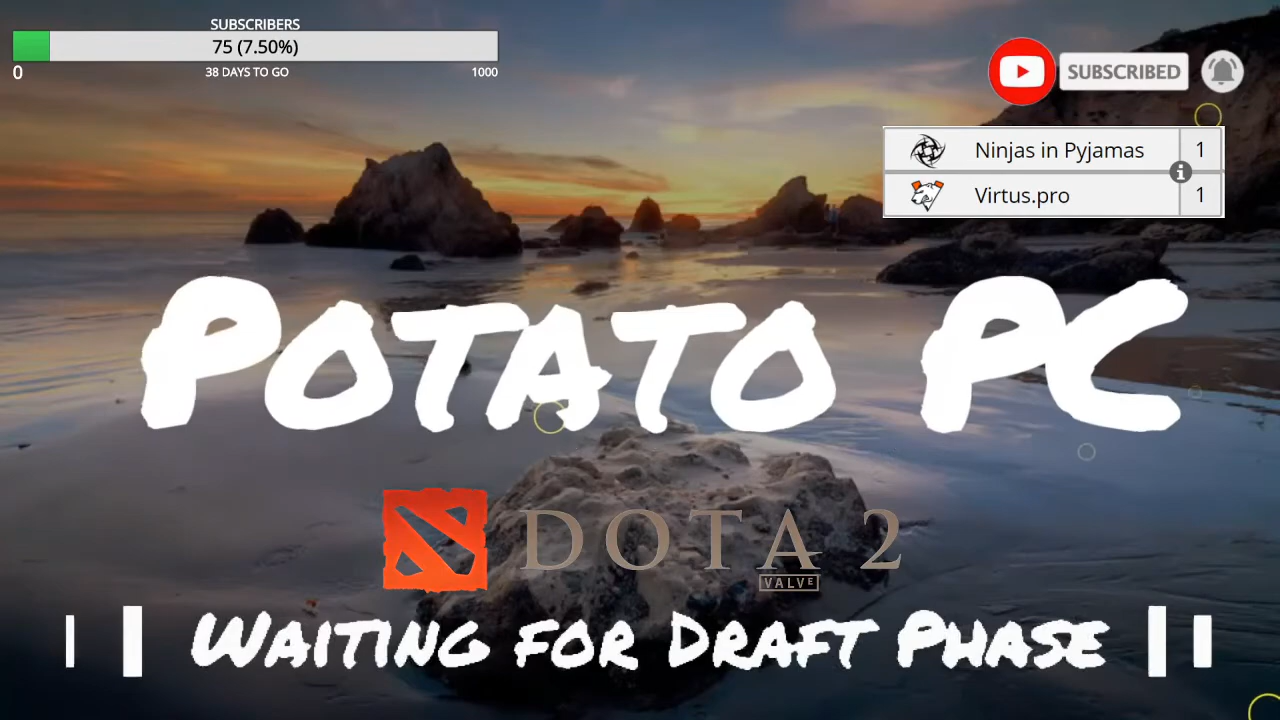 SUBSCRIBERS
75 (7.50%)
0 38 DAYS TO GO 1000
SUBSCRIBED
Ninjas in Pyjamas 1
Virtus.pro 1
POTATO PC
DOTA 2
VALVE
WAITING FOR DRAFT PHASE